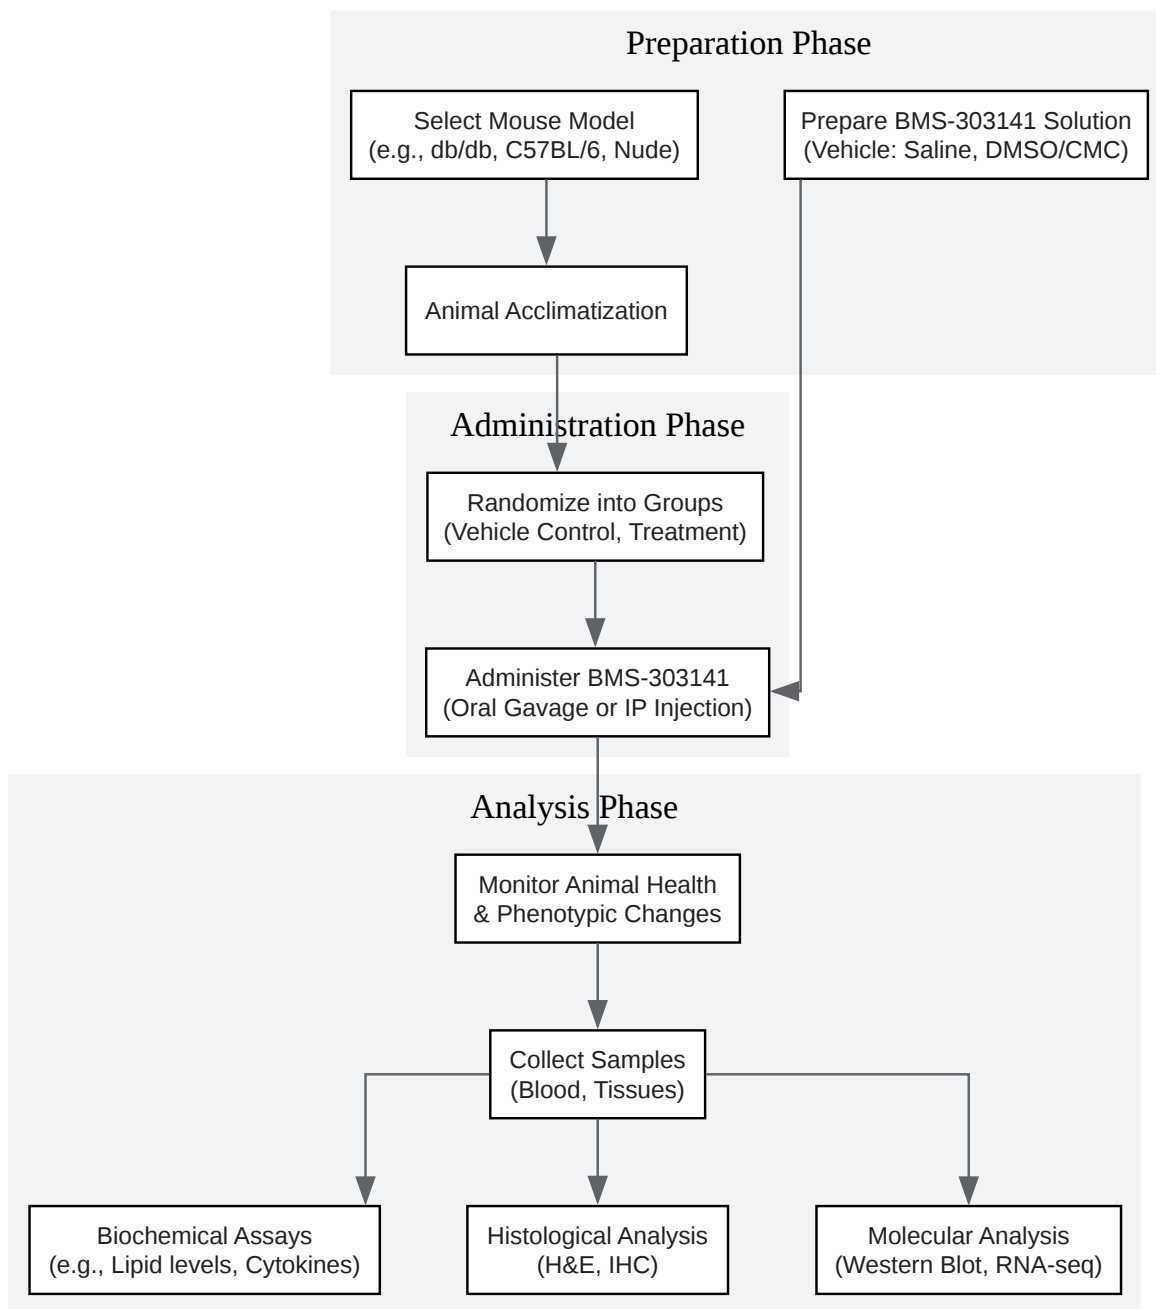 Preparation Phase
Select Mouse Model
(e.g., db/db, C57BL/6, Nude)
Prepare BMS-303141 Solution
(Vehicle: Saline, DMSO/CMC)
Animal Acclimatization
Administration Phase
Randomize into Groups
(Vehicle Control, Treatment)
Administer BMS-303141
(Oral Gavage or IP Injection)
Analysis Phase
Monitor Animal Health
& Phenotypic Changes
Collect Samples
(Blood, Tissues)
Biochemical Assays
(e.g., Lipid levels, Cytokines)
Histological Analysis
(H&E, IHC)
Molecular Analysis
(Western Blot, RNA-seq)